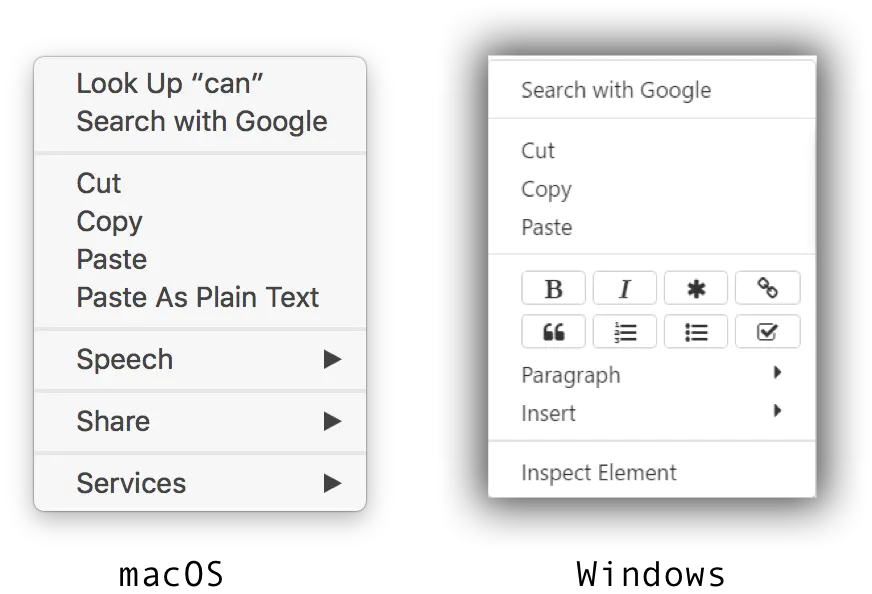 Look Up “can”
Search with Google
Cut
Copy
Paste
Paste As Plain Text
Speech
Share
Services
macOS
Search with Google
Cut
Copy
Paste
B I
Paragraph
Insert
Inspect Element
Windows